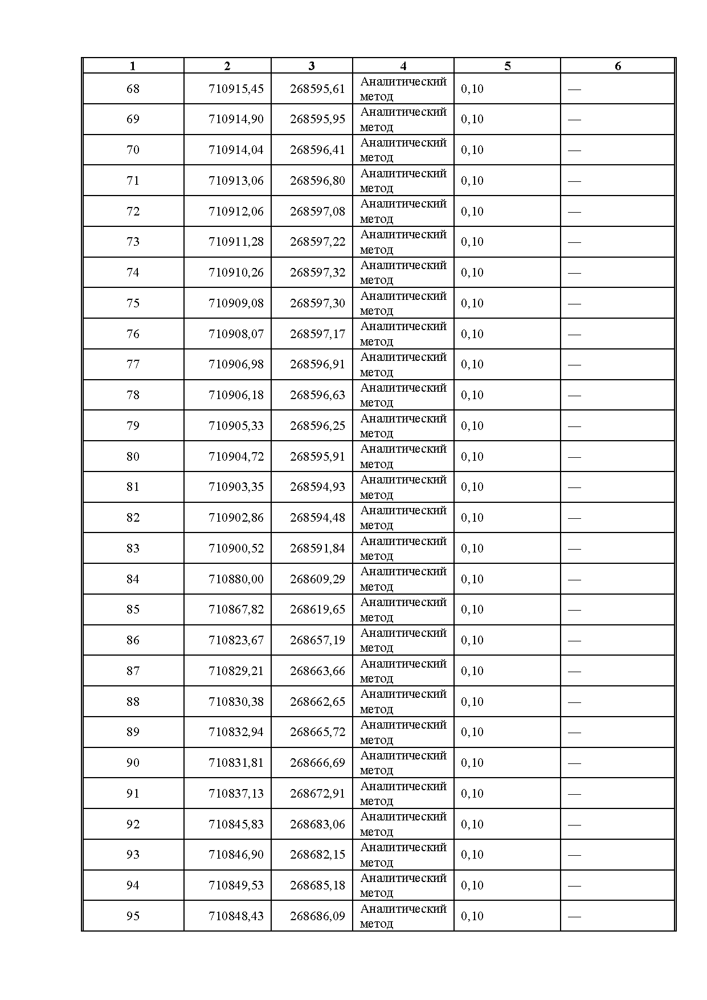 1 2 3 4 5 6
68 710915,45 268595,61 Аналитический метод 0,10 —
69 710914,90 268595,95 Аналитический метод 0,10 —
70 710914,04 268596,41 Аналитический метод 0,10 —
71 710913,06 268596,80 Аналитический метод 0,10 —
72 710912,06 268597,08 Аналитический метод 0,10 —
73 710911,28 268597,22 Аналитический метод 0,10 —
74 710910,26 268597,32 Аналитический метод 0,10 —
75 710909,08 268597,30 Аналитический метод 0,10 —
76 710908,07 268597,17 Аналитический метод 0,10 —
77 710906,98 268596,91 Аналитический метод 0,10 —
78 710906,18 268596,63 Аналитический метод 0,10 —
79 710905,33 268596,25 Аналитический метод 0,10 —
80 710904,72 268595,91 Аналитический метод 0,10 —
81 710903,35 268594,93 Аналитический метод 0,10 —
82 710902,86 268594,48 Аналитический метод 0,10 —
83 710900,52 268591,84 Аналитический метод 0,10 —
84 710880,00 268609,29 Аналитический метод 0,10 —
85 710867,82 268619,65 Аналитический метод 0,10 —
86 710823,67 268657,19 Аналитический метод 0,10 —
87 710829,21 268663,66 Аналитический метод 0,10 —
88 710830,38 268662,65 Аналитический метод 0,10 —
89 710832,94 268665,72 Аналитический метод 0,10 —
90 710831,81 268666,69 Аналитический метод 0,10 —
91 710837,13 268672,91 Аналитический метод 0,10 —
92 710845,83 268683,06 Аналитический метод 0,10 —
93 710846,90 268682,15 Аналитический метод 0,10 —
94 710849,53 268685,18 Аналитический метод 0,10 —
95 710848,43 268686,09 Аналитический метод 0,10 —